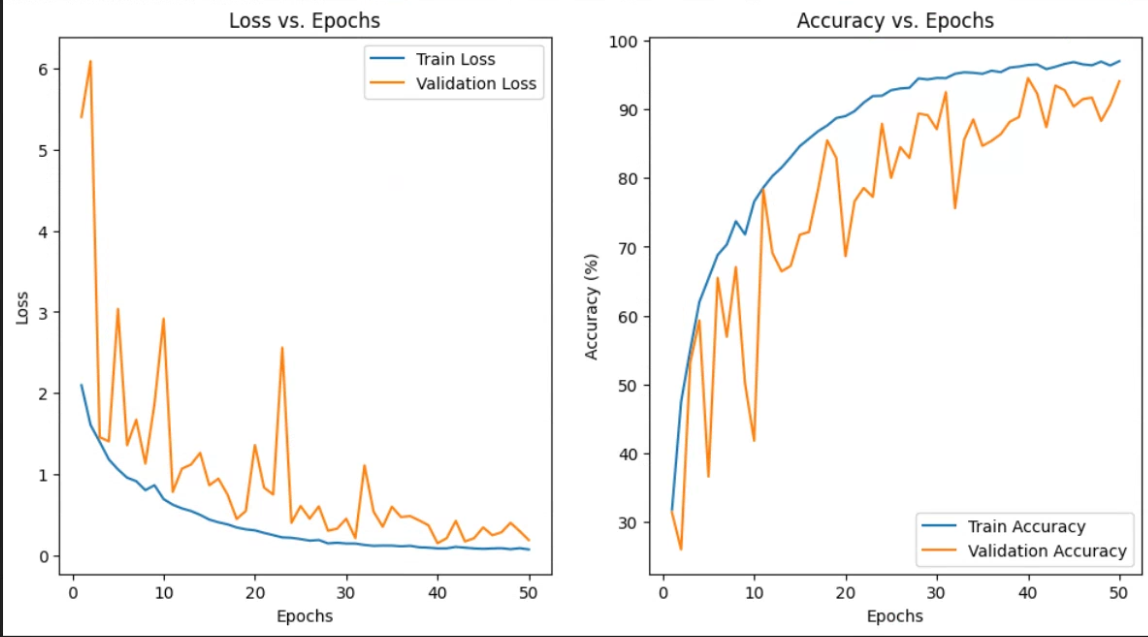 Loss vs. Epochs
Train Loss
Validation Loss
6
5
4
3
2
1
0
Loss
0 10 20 30 40 50
Epochs
Accuracy vs. Epochs
100
90
80
70
60
50
40
30
Accuracy (%)
Train Accuracy
Validation Accuracy
0 10 20 30 40 50
Epochs